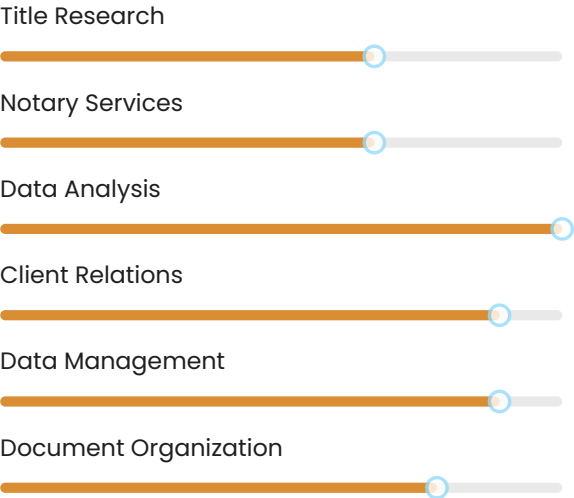 Title Research
Notary Services
Data Analysis
Client Relations
Data Management
Document Organization